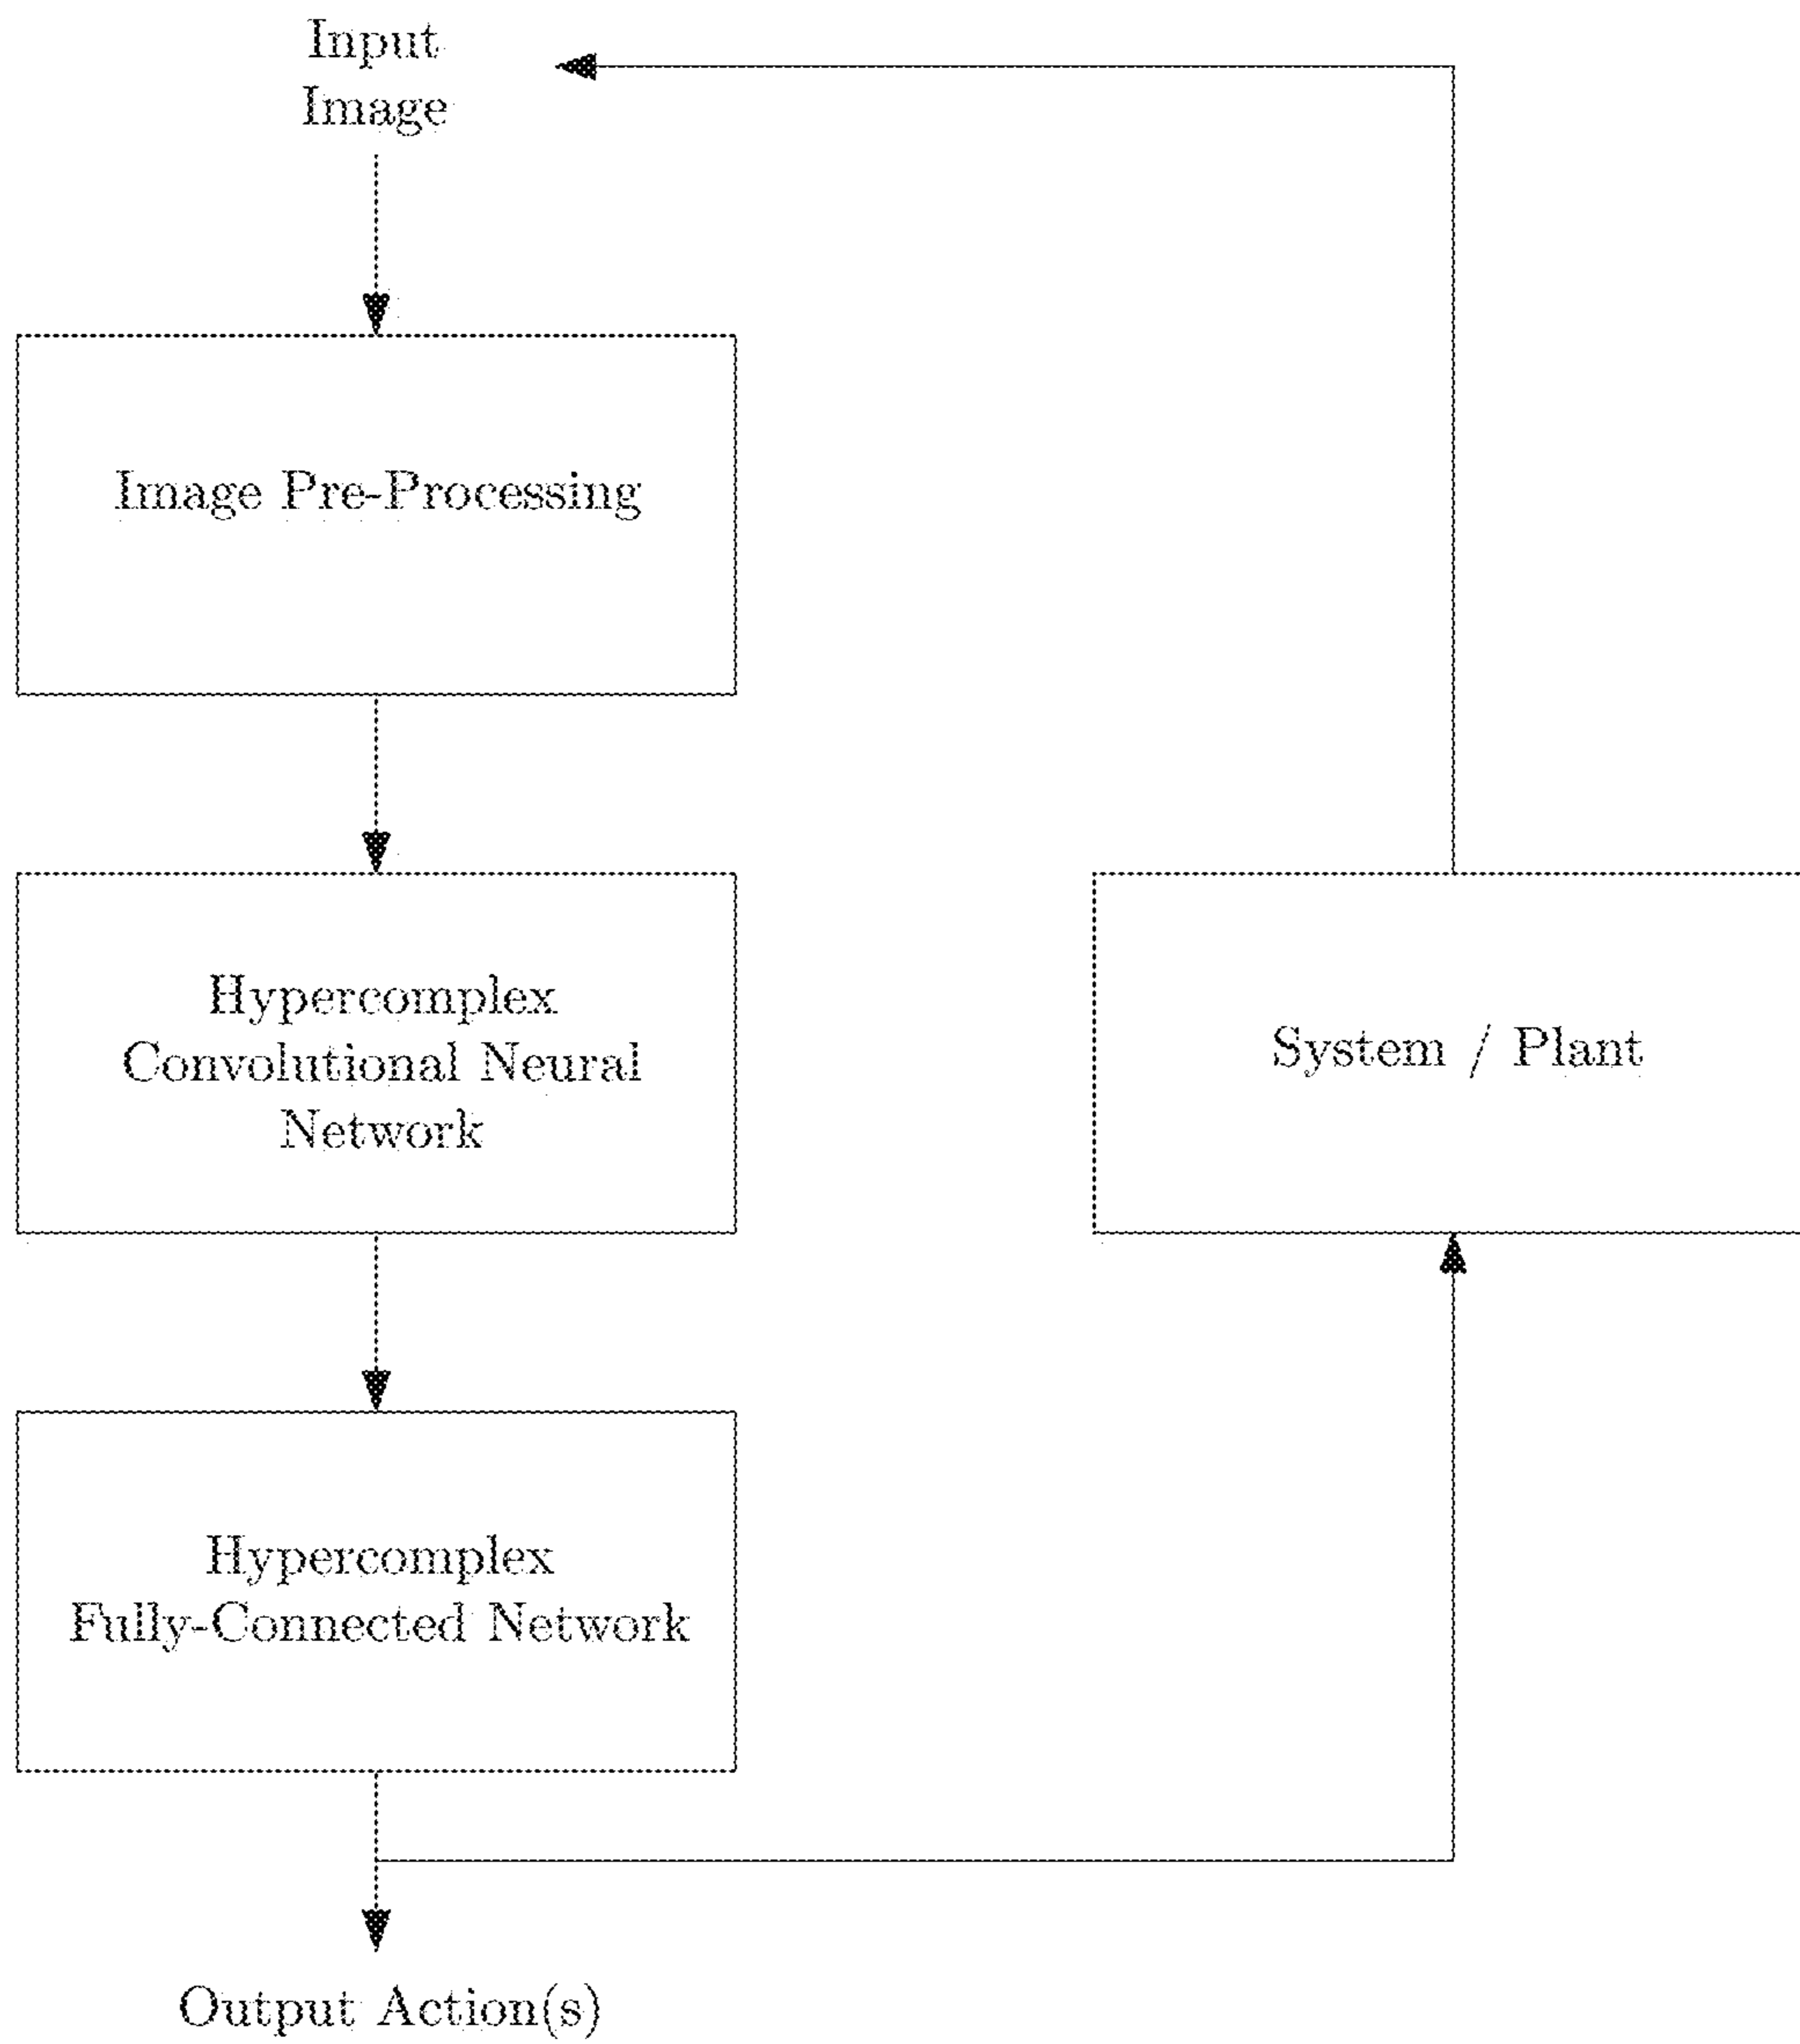 Input
Image
Image Pre-Processing
Hypercomplex
Convolutional Neural
Network
System / Plant
Hypercomplex
Fully-Connected Network
Output Action(s)